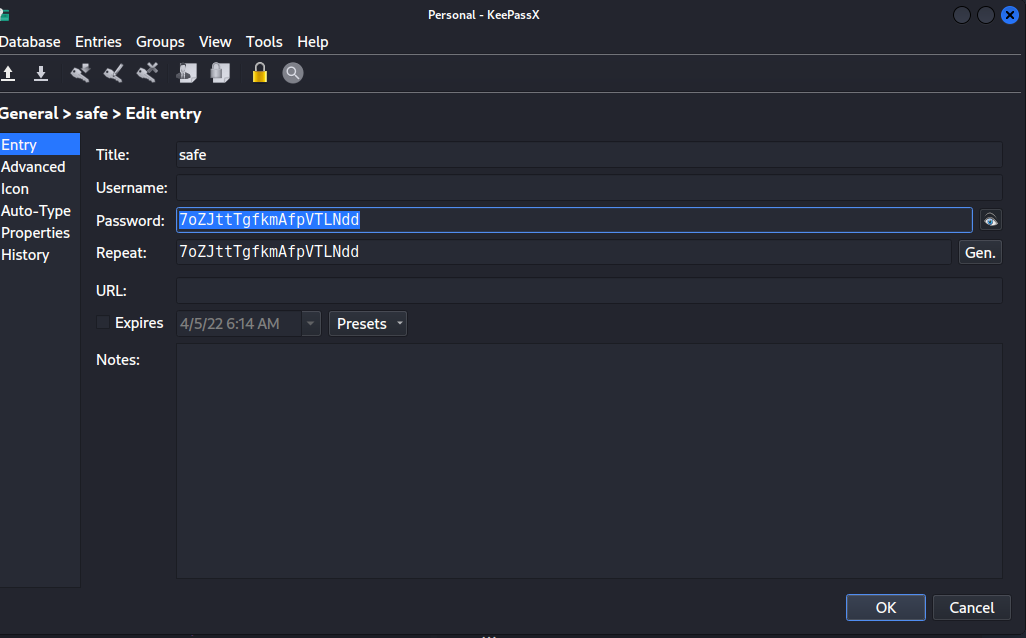 Personal - KeePassX
Database Entries Groups View Tools Help
General > safe > Edit entry
Entry
Advanced
Icon
Auto-Type
Properties
History
Title: safe
Username:
Password: 7oZJttTgfkmAfpVTLNdd
Repeat: 7oZJttTgfkmAfpVTLNdd
Gen.
URL:
Expires 4/5/22 6:14 AM Presets
Notes:
OK Cancel